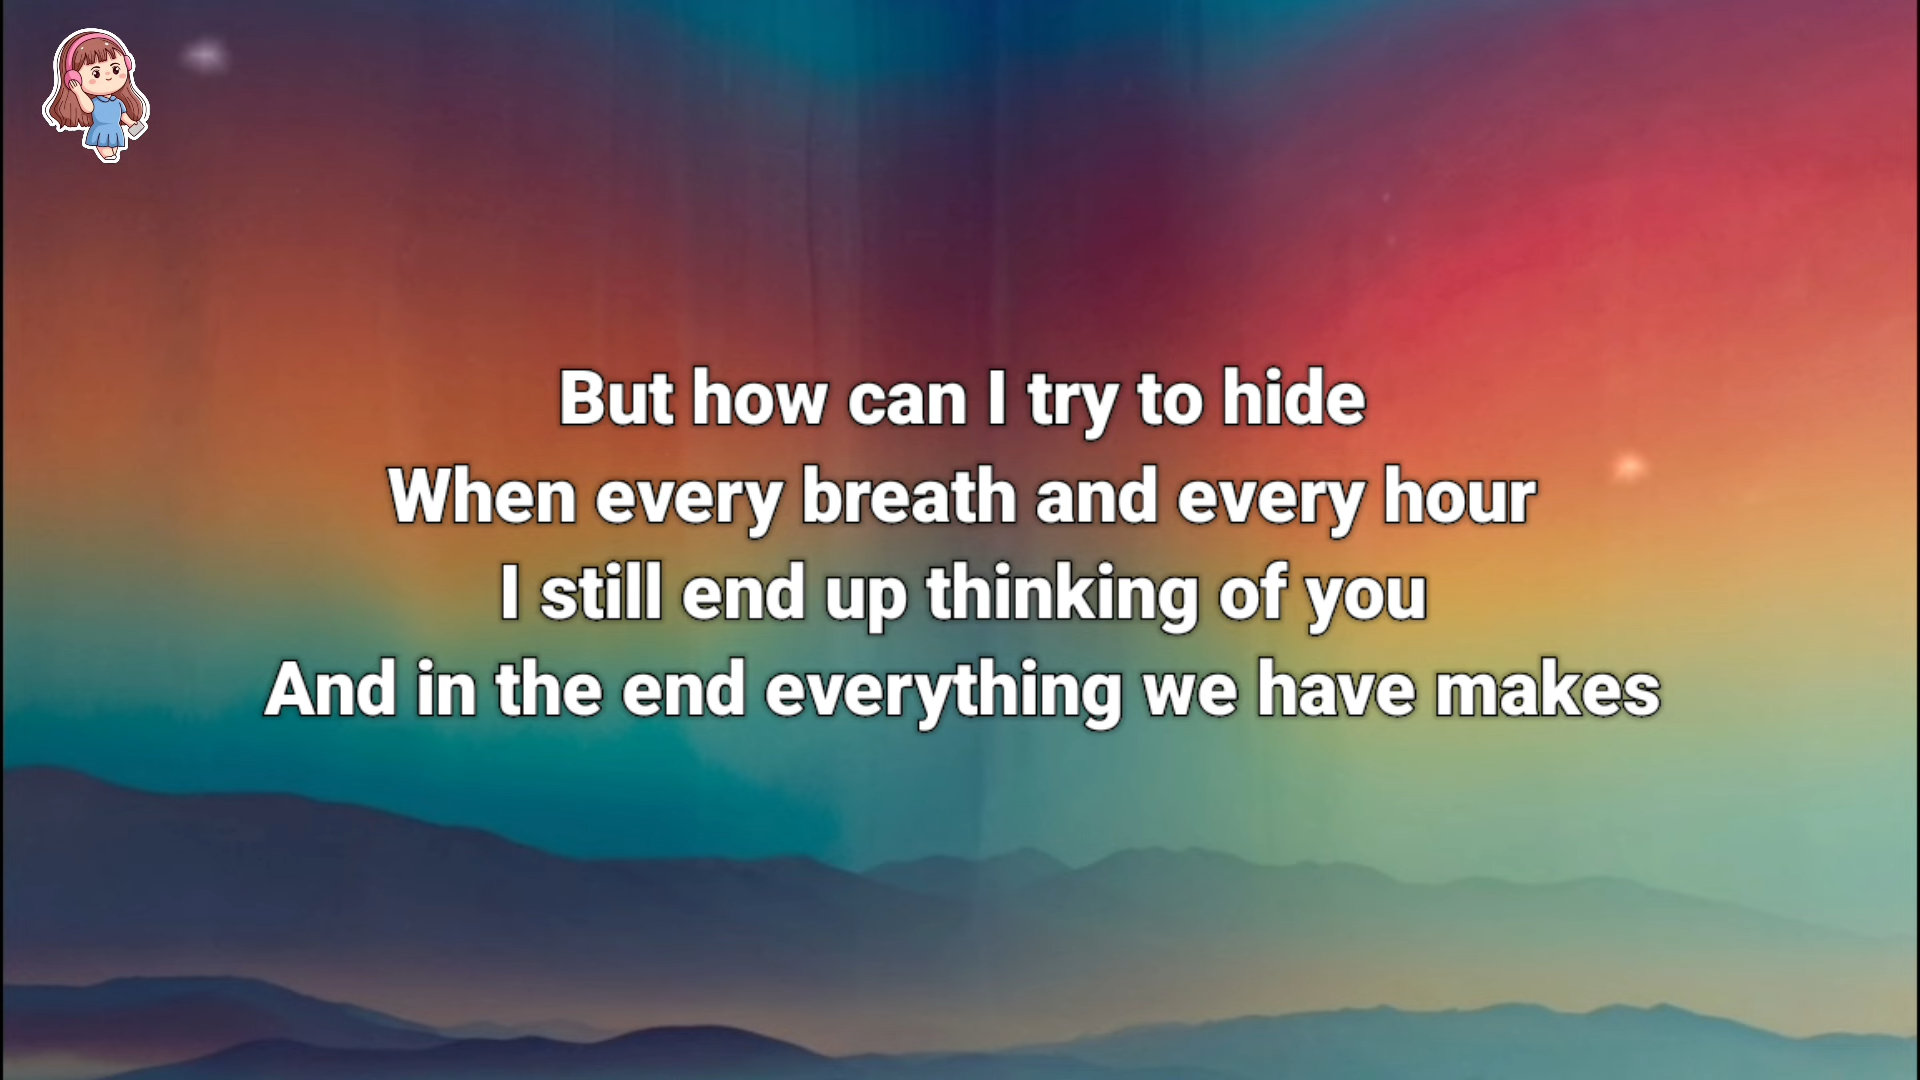 But how can I try to hide
When every breath and every hour
I still end up thinking of you
And in the end everything we have makes